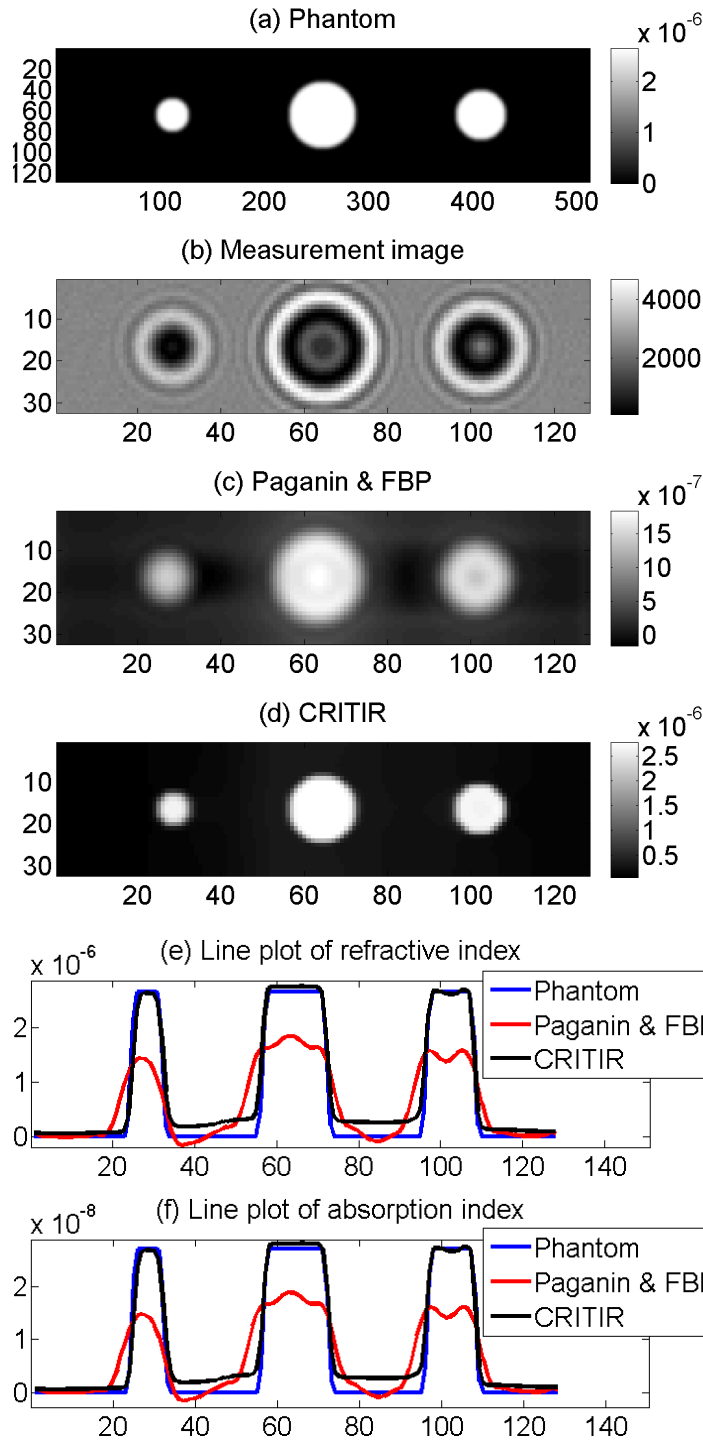 (a) Phantom
x 10-6
20
40
60
80
100
120
100 200 300 400 500
2
1
0
(b) Measurement image
10
20
30
20 40 60 80 100 120
4000
2000
(c) Paganin & FBP
x 10-7
10
20
30
20 40 60 80 100 120
15
10
5
0
(d) CRITIR
x 10-6
10
20
30
20 40 60 80 100 120
2.5
2
1.5
1
0.5
(e) Line plot of refractive index
x 10-6
2
1
0
20 40 60 80 100 120 140
Phantom
Paganin & FBP
CRITIR
(f) Line plot of absorption index
x 10-8
2
1
0
20 40 60 80 100 120 140
Phantom
Paganin & FBP
CRITIR